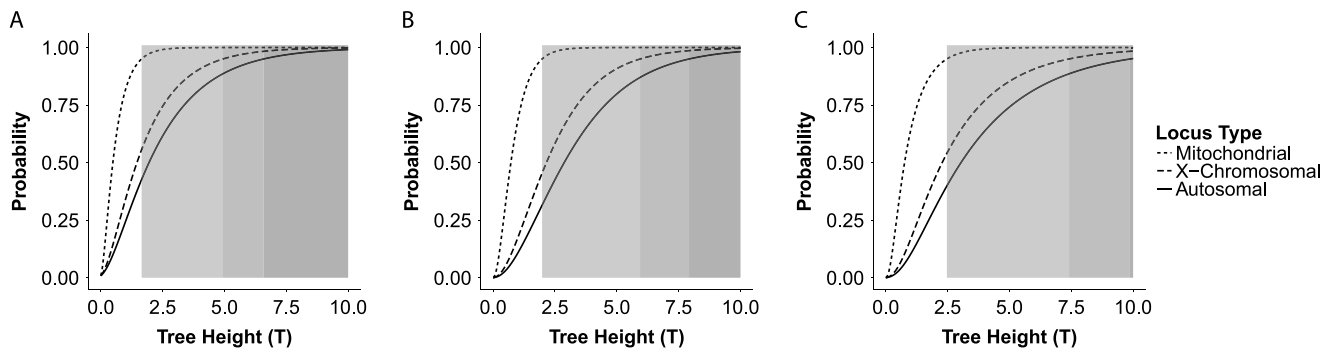 A
B
C
1.00
0.75
0.50
0.25
0.00
Probability
0.0 2.5 5.0 7.5 10.0
Tree Height (T)
1.00
0.75
0.50
0.25
0.00
Probability
0.0 2.5 5.0 7.5 10.0
Tree Height (T)
1.00
0.75
0.50
0.25
0.00
Probability
0.0 2.5 5.0 7.5 10.0
Tree Height (T)
Locus Type
Mitochondrial
X−Chromosomal
Autosomal